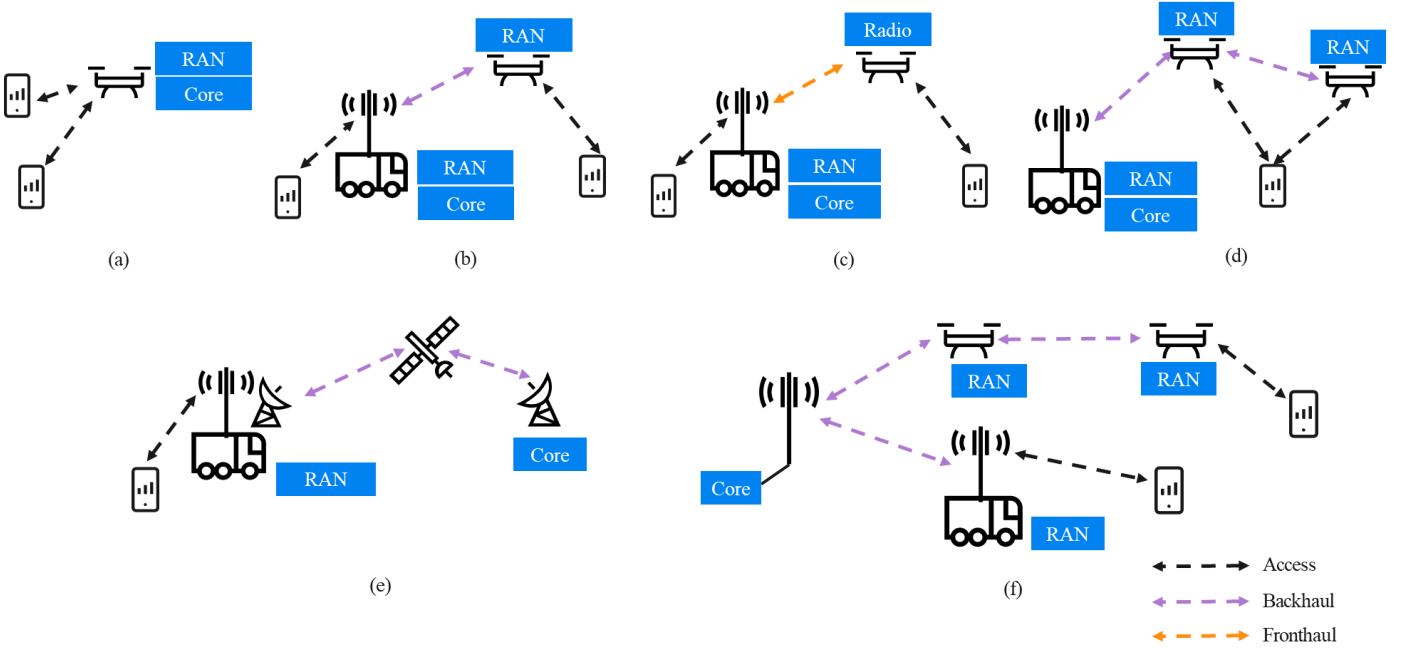 RAN
Core
(a)
RAN
RAN
Core
(b)
Radio
RAN
Core
(c)
RAN
RAN
RAN
Core
(d)
RAN
Core
(e)
RAN
RAN
Core
RAN
(f)
Access
Backhaul
Fronthaul